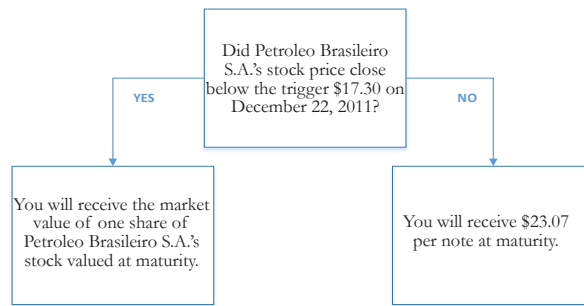 Did Petroleo Brasileiro
S.A.'s stock price close
below the trigger $17.30 on
December 22, 2011?
YES
NO
You will receive the market
value of one share of
Petroleo Brasileiro S.A.'s
stock valued at maturity.
You will receive $23.07
per note at maturity.